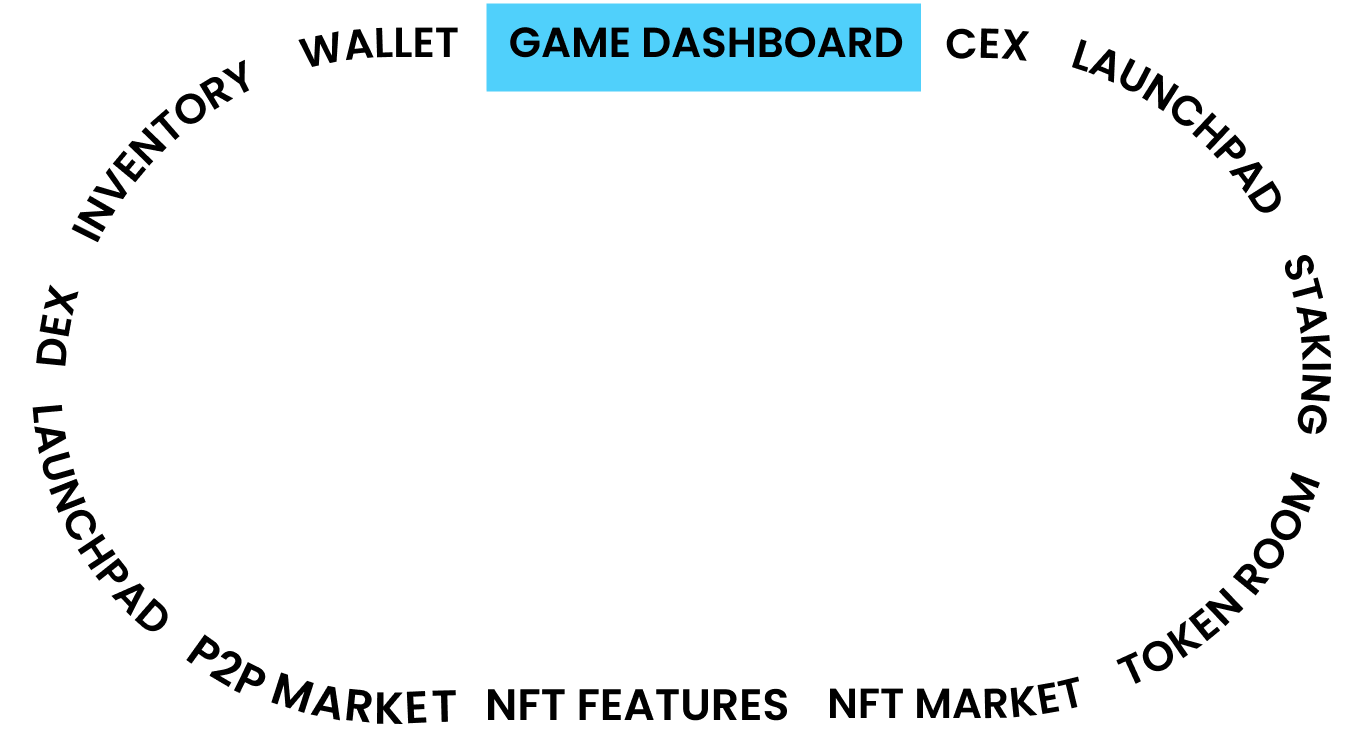 GAME DASHBOARD
CEX
LAUNCHPAD
STAKING
TOKEN ROOM
NFT MARKET
NFT FEATURES
P2P MARKET
LAUNCHPAD
DEX
INVENTORY
WALLET